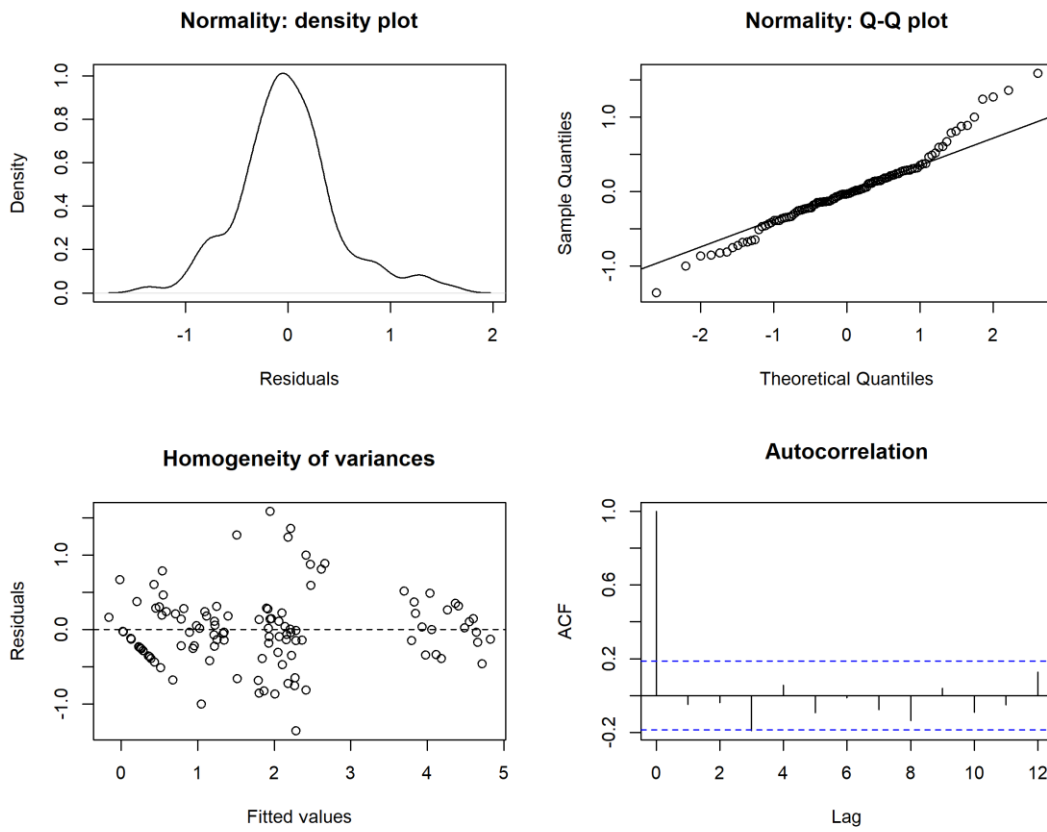 Normality: density plot
Density
0.0 0.2 0.4 0.6 0.8 1.0
-1 0 1 2
Residuals
Normality: Q-Q plot
Sample Quantiles
-1.0 0.0 1.0
-2 -1 0 1 2
Theoretical Quantiles
Homogeneity of variances
Residuals
-1.0 0.0 1.0
0 1 2 3 4 5
Fitted values
Autocorrelation
ACF
-0.2 0.2 0.6 1.0
0 2 4 6 8 10 12
Lag